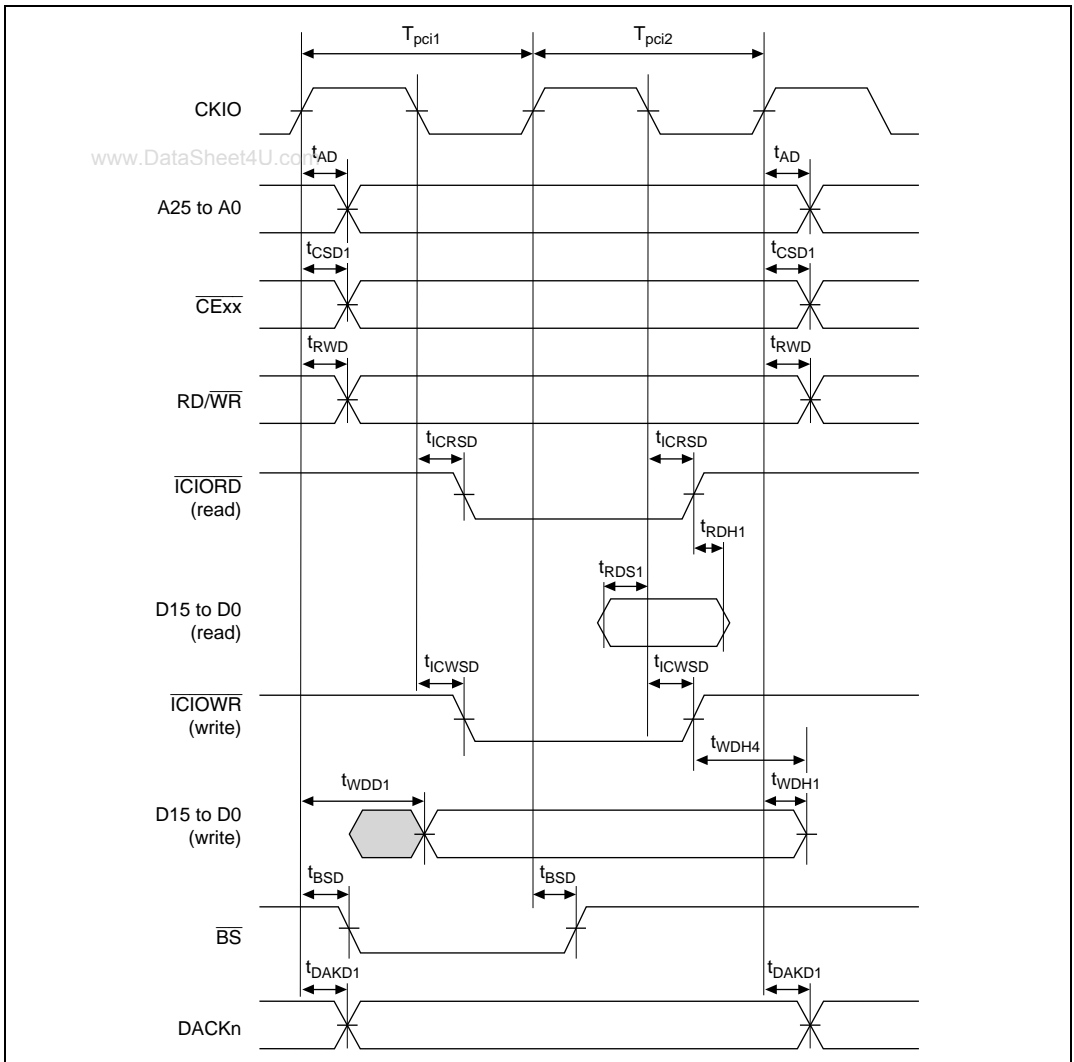 Tpci1 Tpci2
CKIO
www.DataSheet4U.com
tAD tAD
A25 to A0
tCSD1 tCSD1
CExx
tRWD tRWD
RD/WR
tICRSD tICRSD
ICIORD
(read)
tRDH1
tRDS1
D15 to D0
(read)
tICWSD tICWSD
ICIOWR
(write)
tWDH4
tWDD1 tWDH1
D15 to D0
(write)
tBSD tBSD
BS
tDAKD1 tDAKD1
DACKn